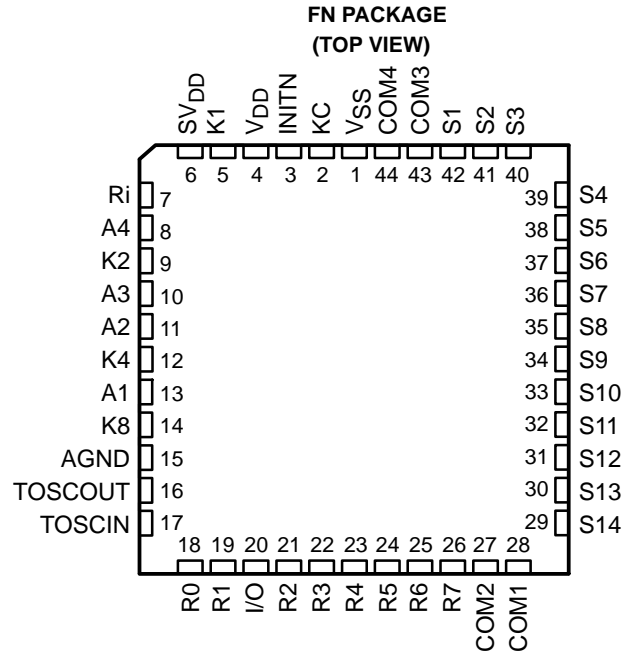 FN PACKAGE
(TOP VIEW)
SVDD
K1
VDD
INITN
KC
VSS
COM4
COM3
S1
S2
S3
6 5 4 3 2 1 44 43 42 41 40
Ri 7
A4 8
K2 9
A3 10
A2 11
K4 12
A1 13
K8 14
AGND 15
TOSCOUT 16
TOSCIN 17
39 S4
38 S5
37 S6
36 S7
35 S8
34 S9
33 S10
32 S11
31 S12
30 S13
29 S14
18 19 20 21 22 23 24 25 26 27 28
R0
R1
I/O
R2
R3
R4
R5
R6
R7
COM2
COM1